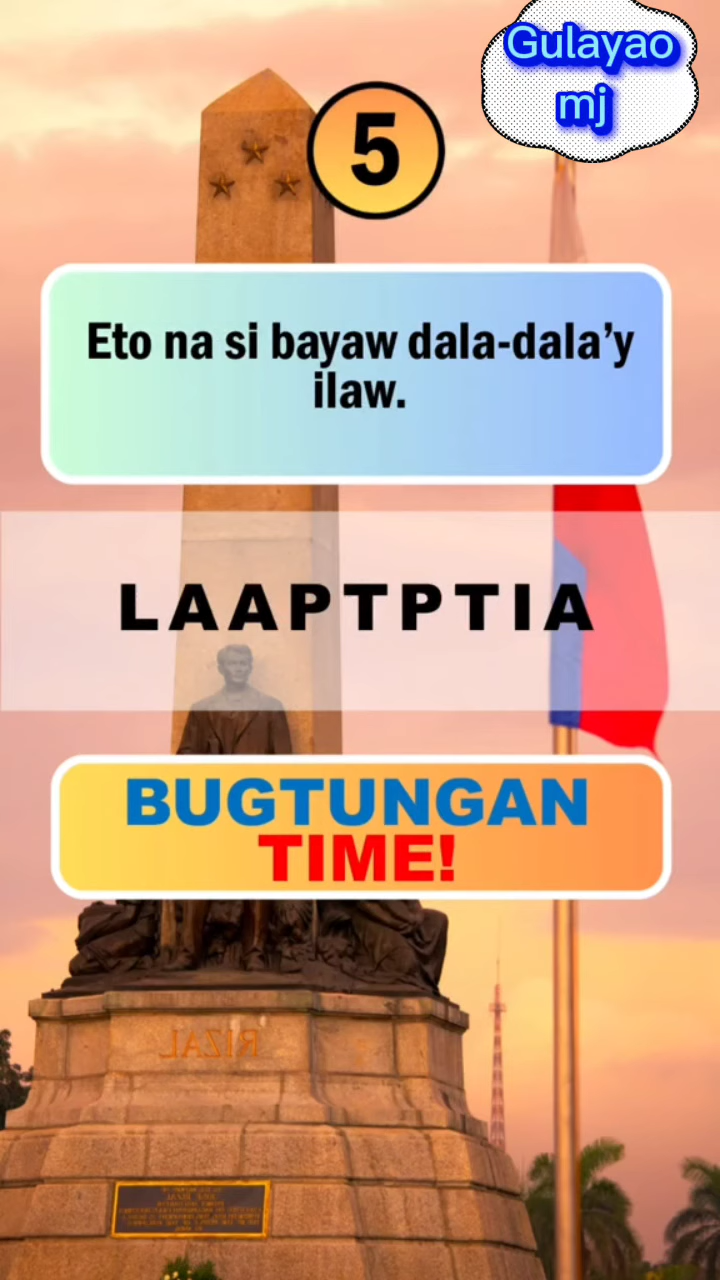 Gulayao
mj
5
Eto na si bayaw dala-dala’y
ilaw.
LAAPTPTIA
BUGTUNGAN
TIME!
RIZAL